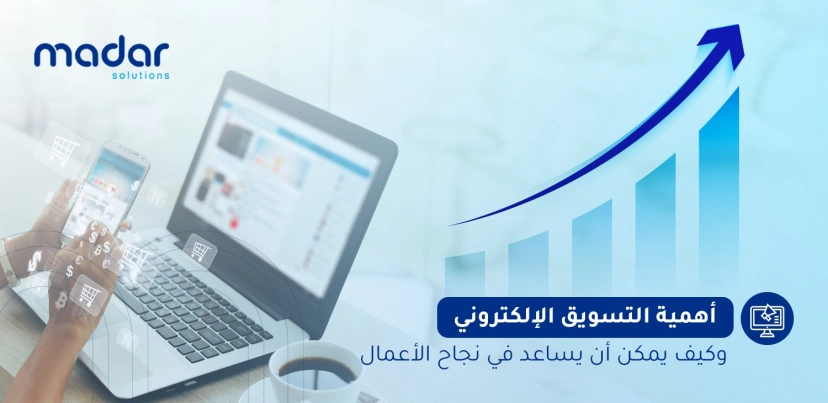 madar
solutions
أهمية التسويق الإلكتروني
وكيف يمكن أن يساعد في نجاح الأعمال